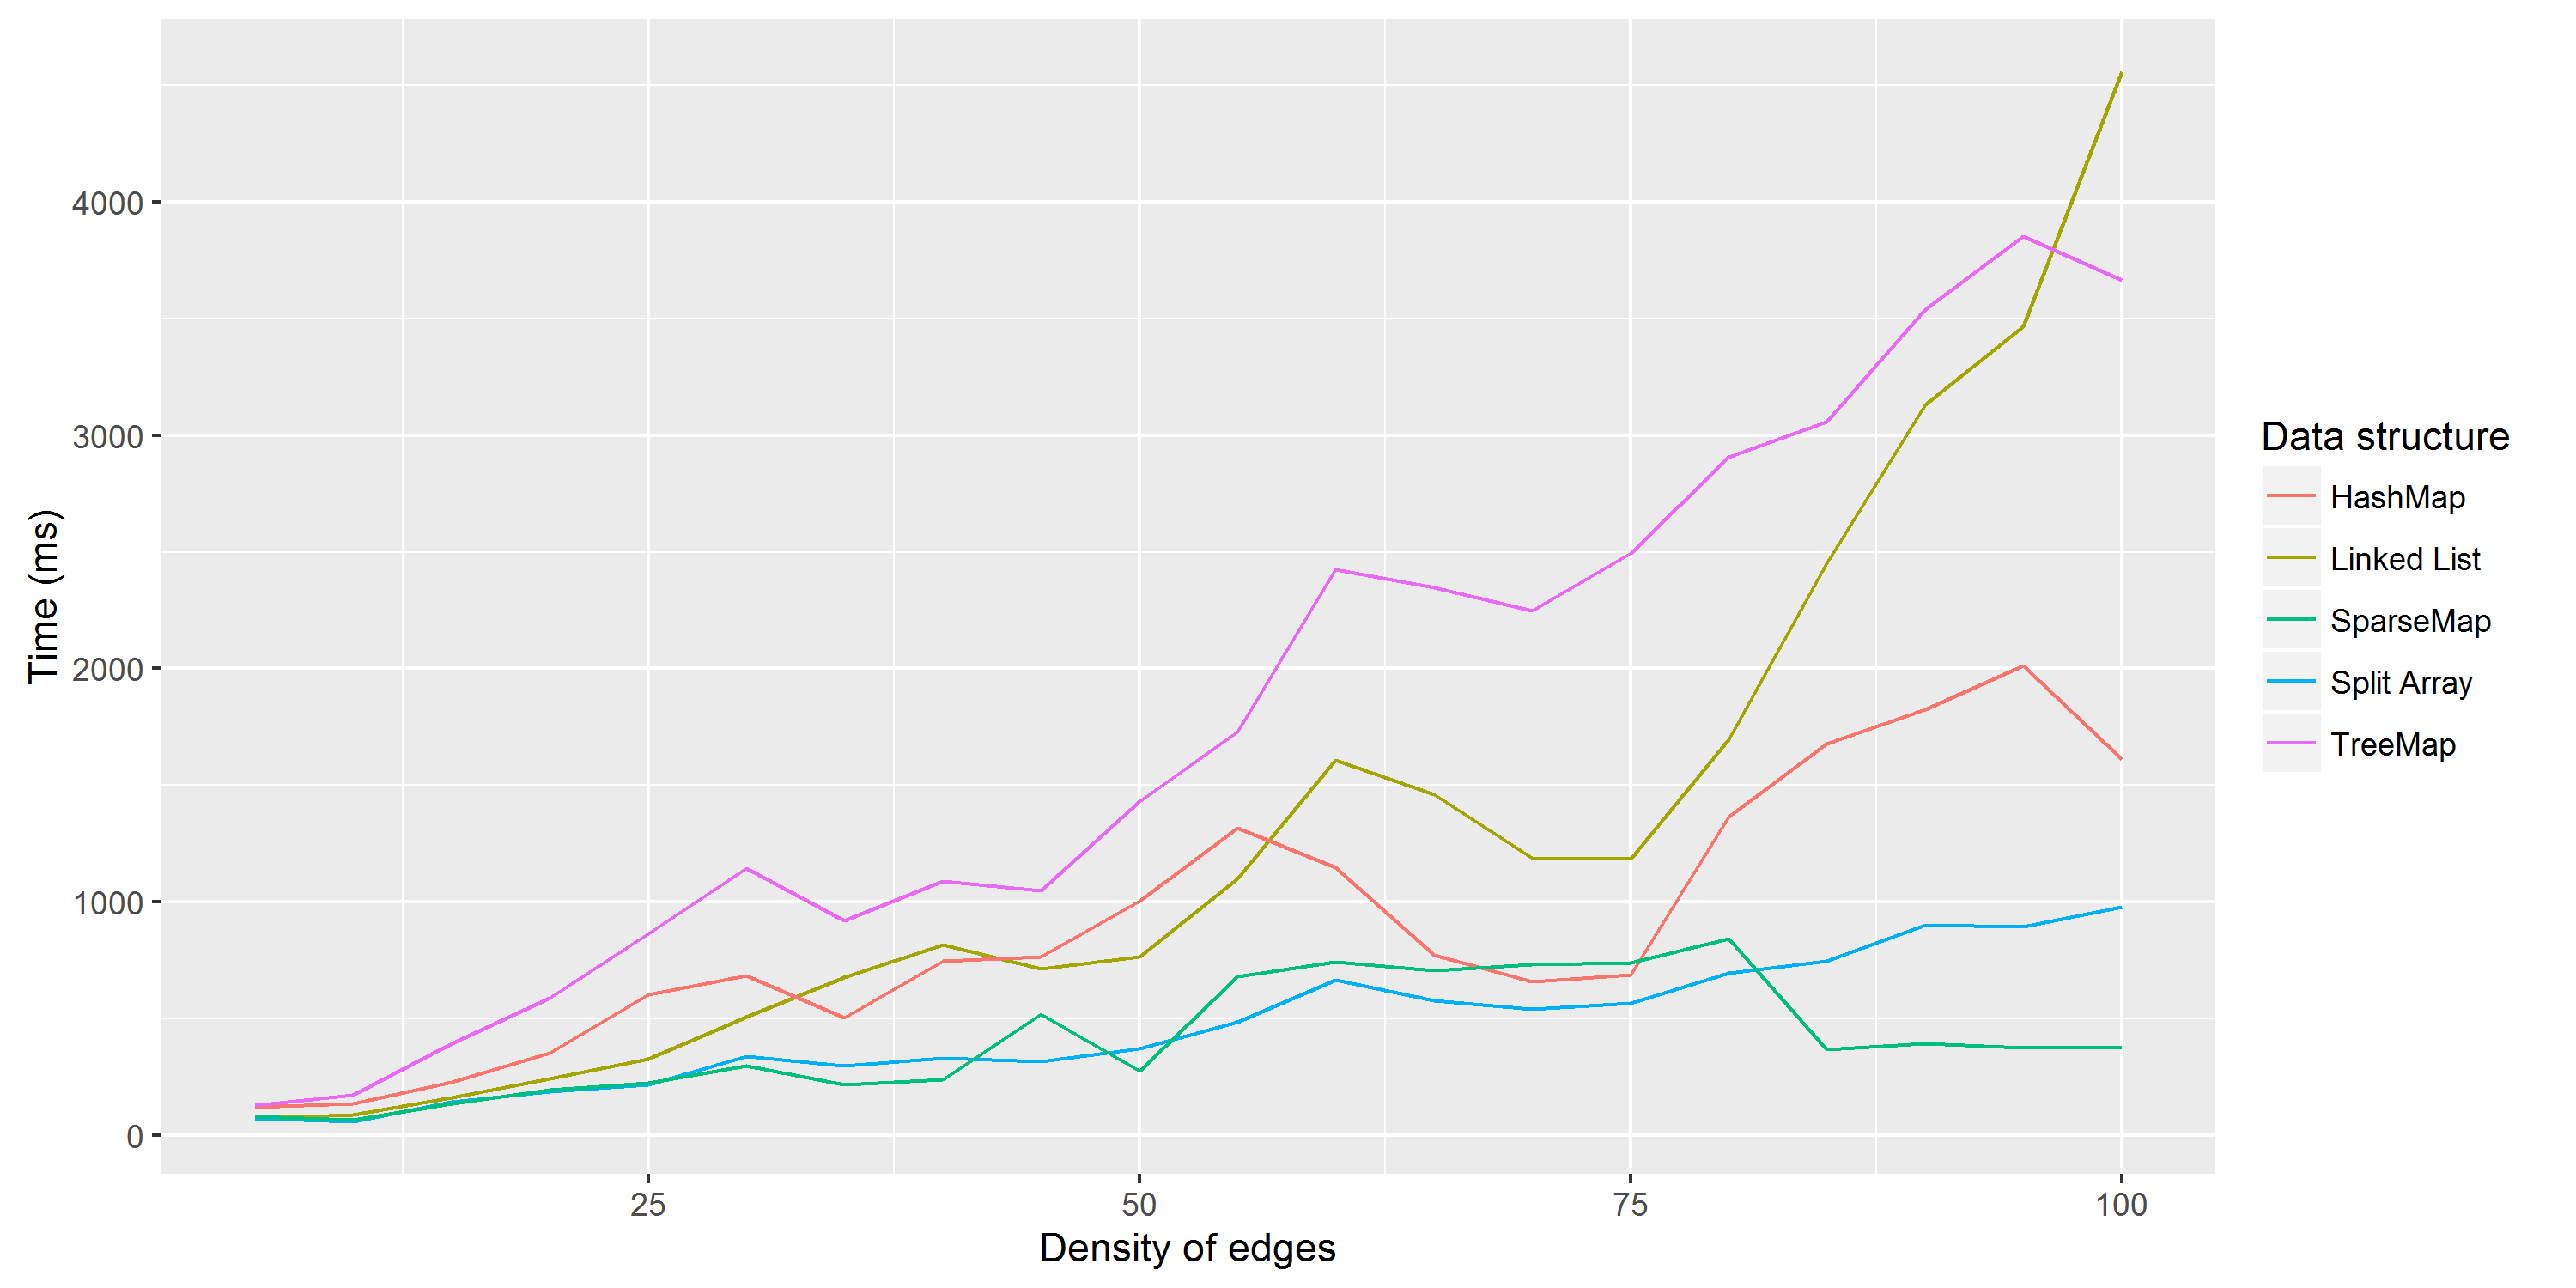 4000
3000
2000
1000
0
Time (ms)
25 50 75 100
Density of edges
Data structure
HashMap
Linked List
SparseMap
Split Array
TreeMap